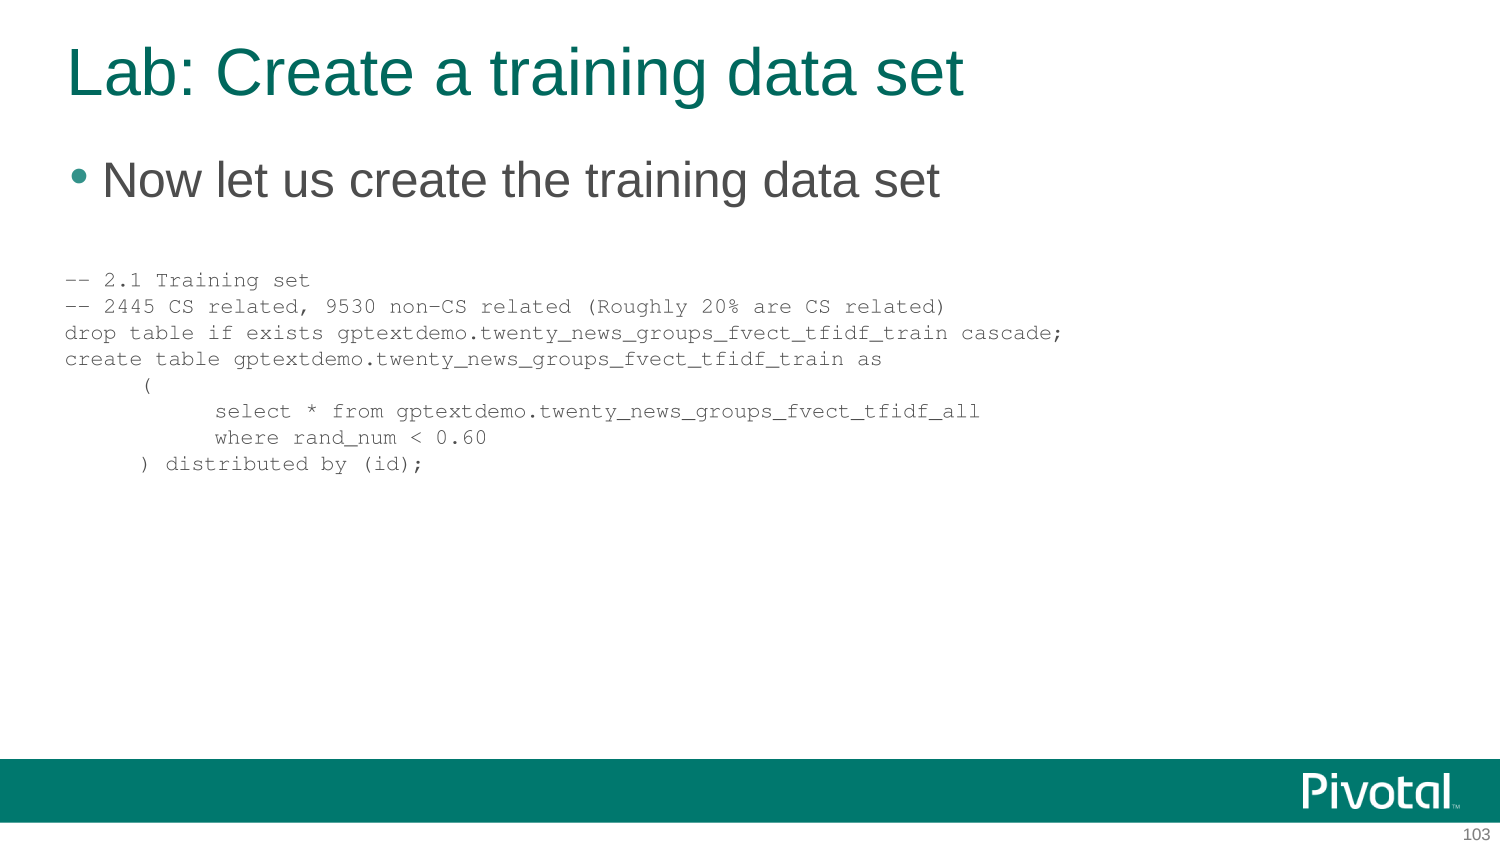 Lab: Create a training data set
• Now let us create the training data set
-- 2.1 Training set
-- 2445 CS related, 9530 non-CS related (Roughly 20% are CS related)
drop table if exists gptextdemo.twenty_news_groups_fvect_tfidf_train cascade;
create table gptextdemo.twenty_news_groups_fvect_tfidf_train as
(
select * from gptextdemo.twenty_news_groups_fvect_tfidf_all
where rand_num < 0.60
) distributed by (id);
Pivotal™
103